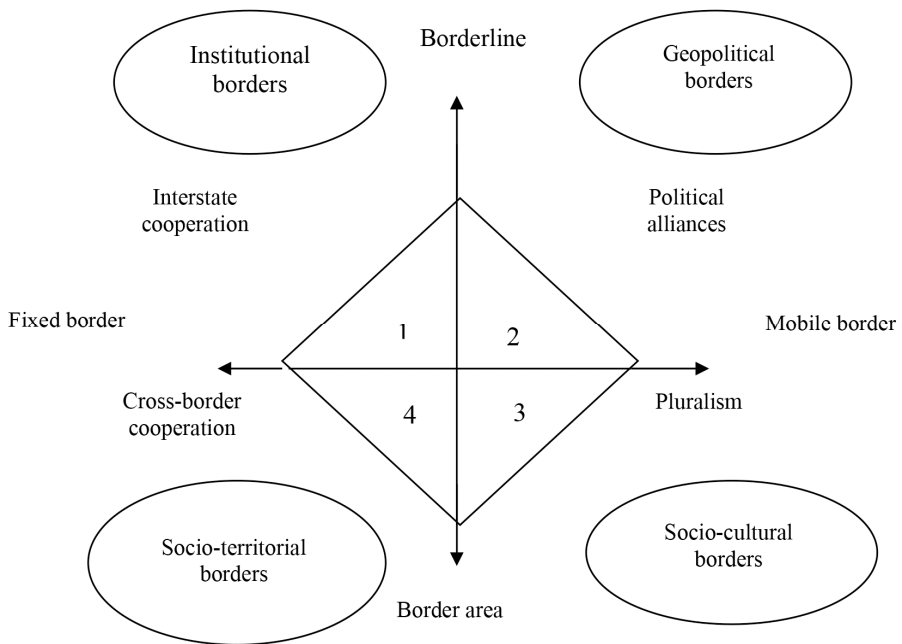 Institutional
borders
Borderline
Geopolitical
borders
Interstate
cooperation
Political
alliances
Fixed border
1
2
Mobile border
Cross-border
cooperation
4
3
Pluralism
Socio-territorial
borders
Socio-cultural
borders
Border area